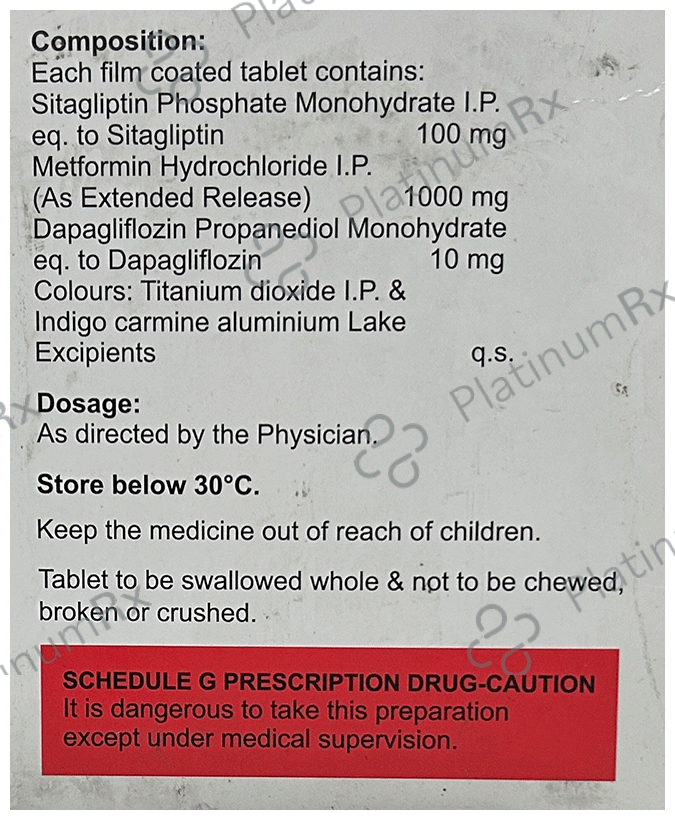 Composition:
Each film coated tablet contains:
Sitagliptin Phosphate Monohydrate I.P.
eq. to Sitagliptin 100 mg
Metformin Hydrochloride I.P.
(As Extended Release) 1000 mg
Dapagliflozin Propanediol Monohydrate
eq. to Dapagliflozin 10 mg
Colours: Titanium dioxide I.P. &
Indigo carmine aluminium Lake
Excipients q.s.
Dosage:
As directed by the Physician.
Store below 30°C.
Keep the medicine out of reach of children.
Tablet to be swallowed whole & not to be chewed,
broken or crushed.
SCHEDULE G PRESCRIPTION DRUG-CAUTION
It is dangerous to take this preparation
except under medical supervision.
PlatinumRx
PlatinumRx